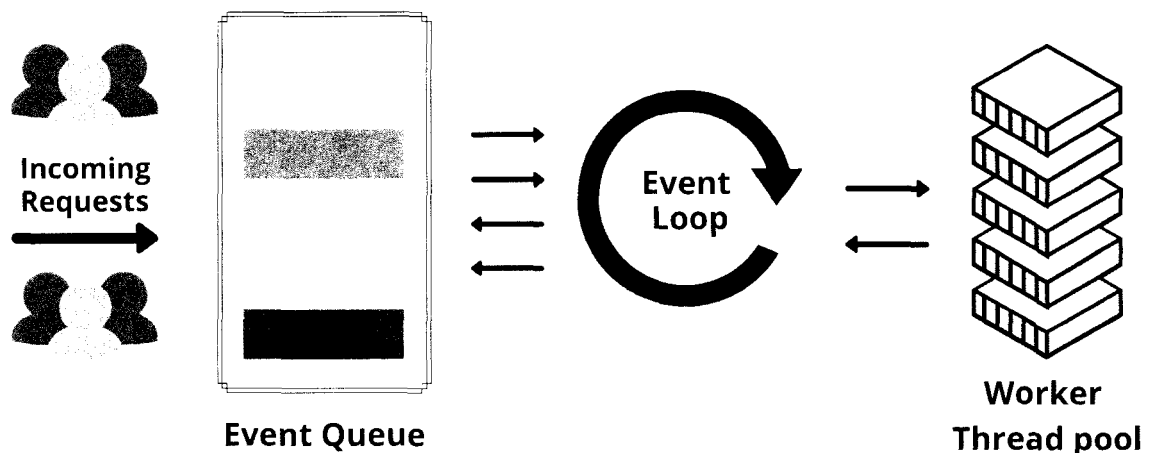 Incoming
Requests
Event Queue
Event
Loop
Worker
Thread pool